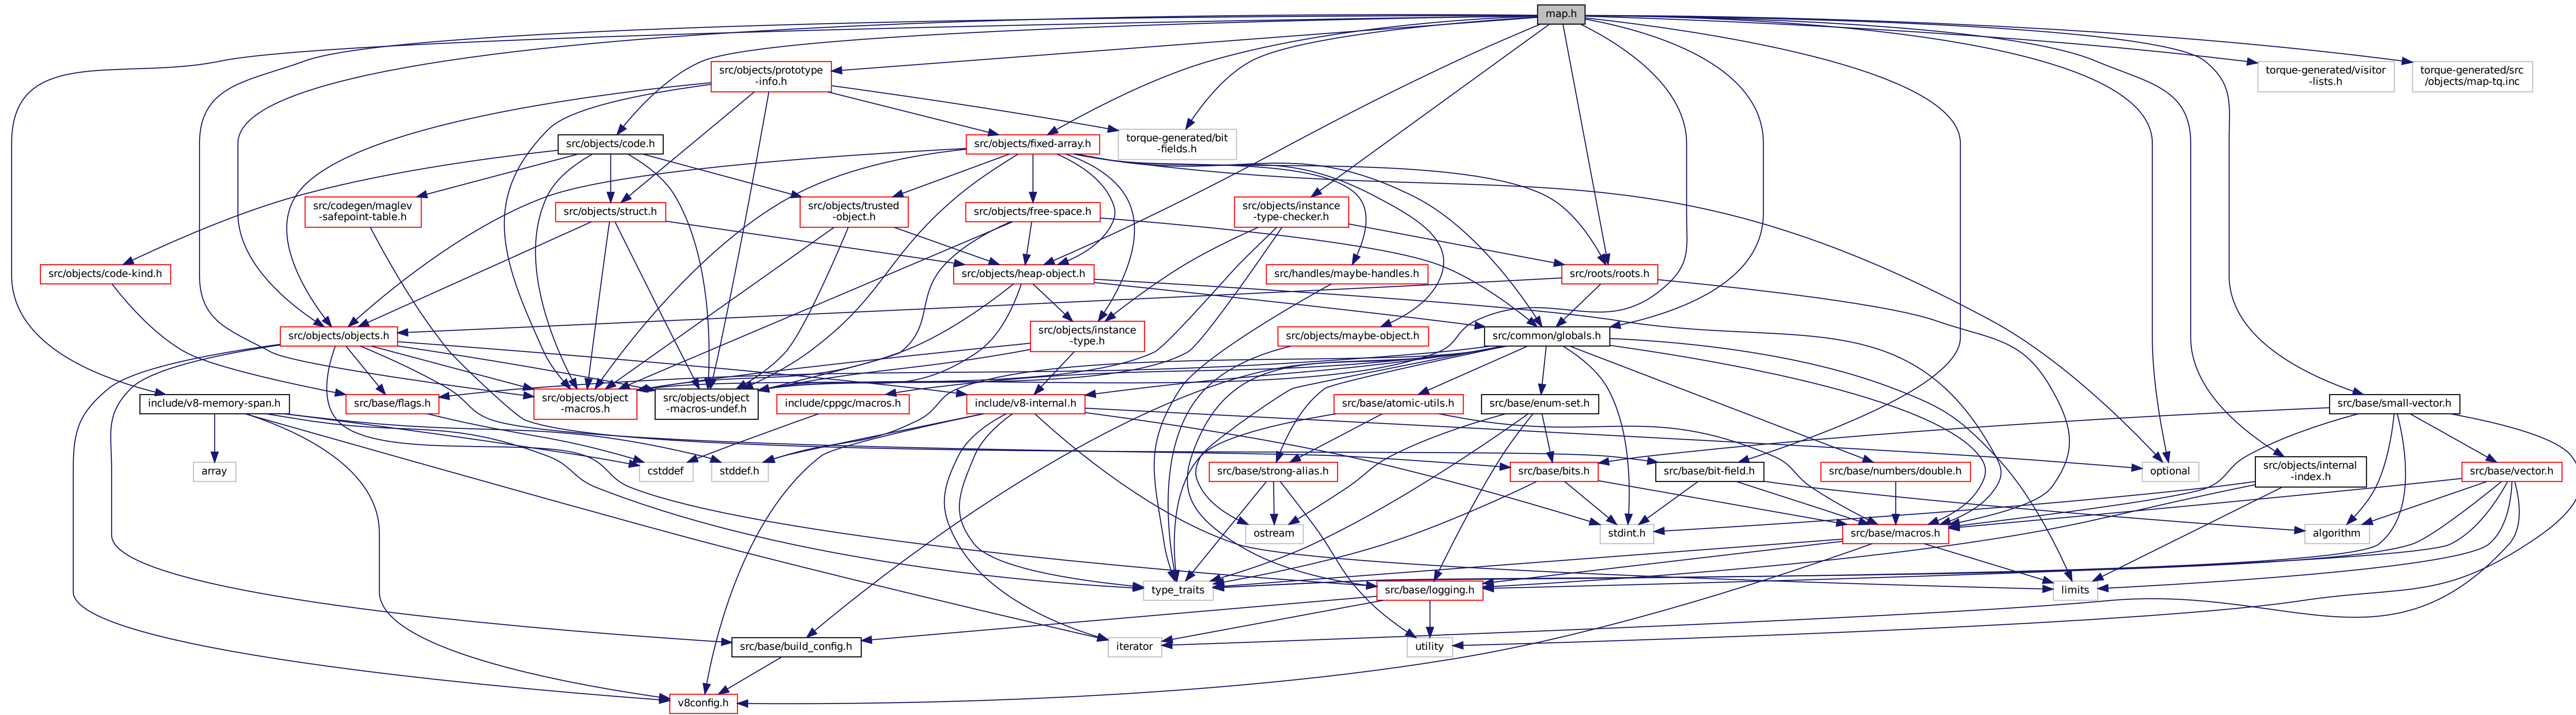 map.h
src/objects/prototype
-info.h
torque-generated/visitor
-lists.h
torque-generated/src
/objects/map-tq.inc
src/objects/code.h
src/objects/fixed-array.h
torque-generated/bit
-fields.h
src/codegen/maglev
-safepoint-table.h
src/objects/struct.h
src/objects/trusted
-object.h
src/objects/free-space.h
src/objects/instance
-type-checker.h
src/objects/code-kind.h
src/objects/heap-object.h
src/handles/maybe-handles.h
src/roots/roots.h
src/objects/objects.h
src/objects/instance
-type.h
src/objects/maybe-object.h
src/common/globals.h
include/v8-memory-span.h
src/base/flags.h
src/objects/object
-macros.h
src/objects/object
-macros-undef.h
include/cppgc/macros.h
include/v8-internal.h
src/base/atomic-utils.h
src/base/enum-set.h
src/base/small-vector.h
array
cstddef
stddef.h
src/base/strong-alias.h
src/base/bits.h
src/base/bit-field.h
src/base/numbers/double.h
optional
src/objects/internal
-index.h
src/base/vector.h
ostream
stdint.h
src/base/macros.h
algorithm
type_traits
src/base/logging.h
limits
src/base/build_config.h
iterator
utility
v8config.h